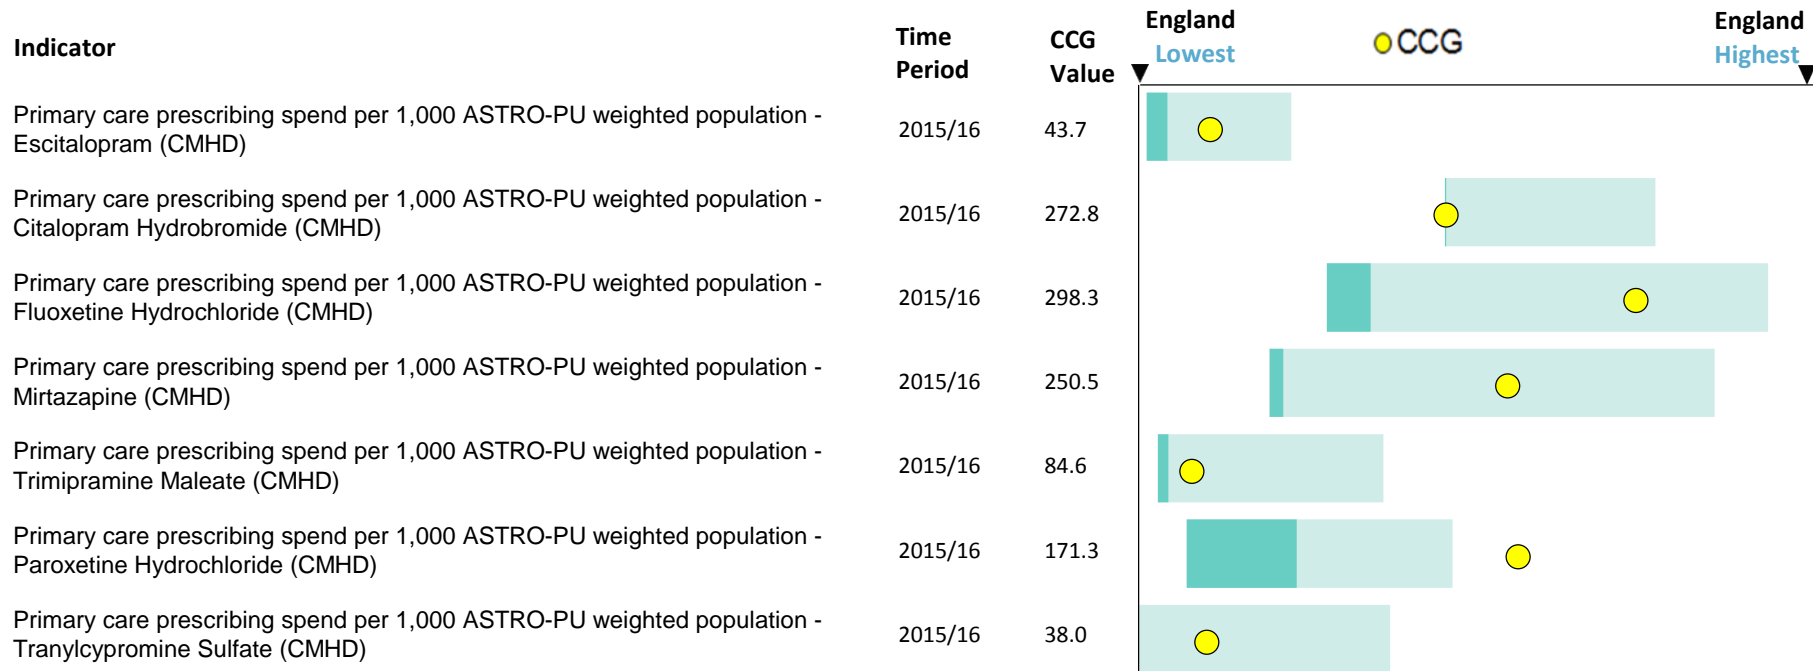 Indicator
Time
Period
CCG
Value
England
Lowest
CCG
England
Highest
Primary care prescribing spend per 1,000 ASTRO-PU weighted population -
Escitalopram (CMHD)
2015/16
43.7
Primary care prescribing spend per 1,000 ASTRO-PU weighted population -
Citalopram Hydrobromide (CMHD)
2015/16
272.8
Primary care prescribing spend per 1,000 ASTRO-PU weighted population -
Fluoxetine Hydrochloride (CMHD)
2015/16
298.3
Primary care prescribing spend per 1,000 ASTRO-PU weighted population -
Mirtazapine (CMHD)
2015/16
250.5
Primary care prescribing spend per 1,000 ASTRO-PU weighted population -
Trimipramine Maleate (CMHD)
2015/16
84.6
Primary care prescribing spend per 1,000 ASTRO-PU weighted population -
Paroxetine Hydrochloride (CMHD)
2015/16
171.3
Primary care prescribing spend per 1,000 ASTRO-PU weighted population -
Tranylcypromine Sulfate (CMHD)
2015/16
38.0